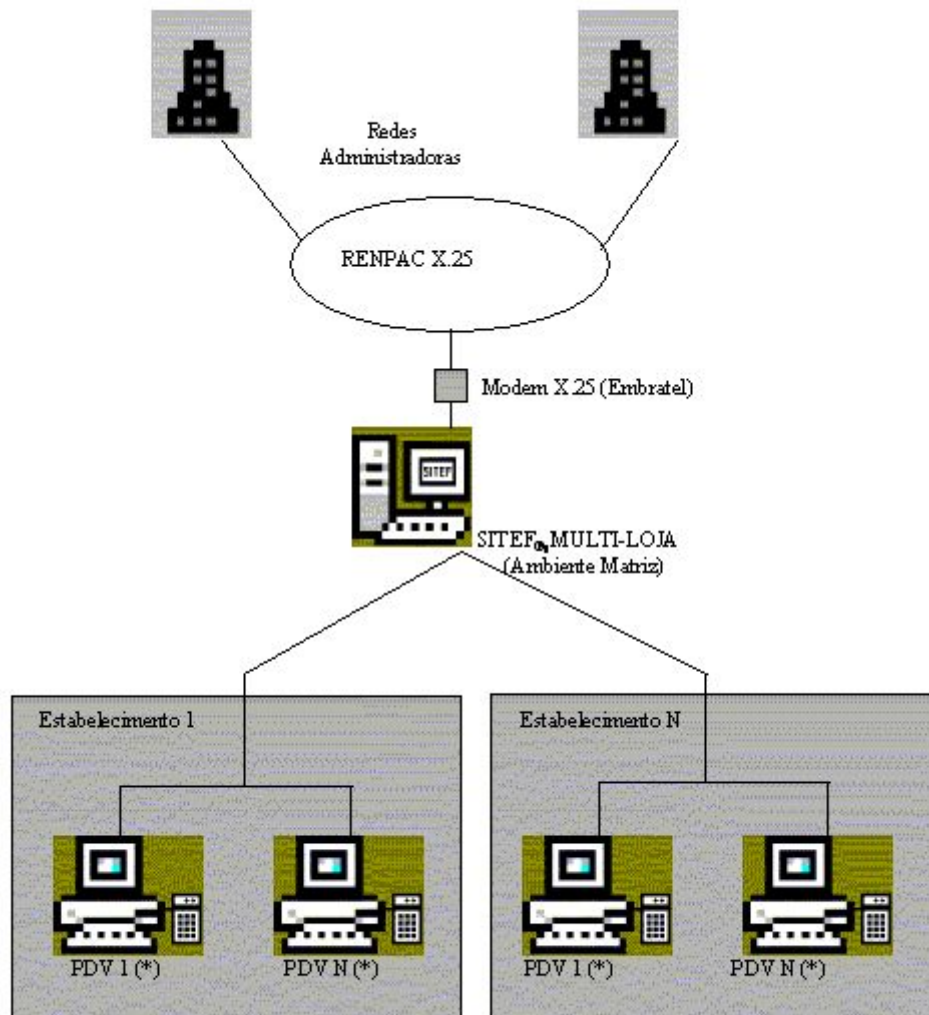 Redes
Administradoras
RENPAC X.25
Modem X.25 (Embratel)
SITEF
SITEF®, MULTI-LOJA
(Ambiente Matriz)
Estabelecimento 1
Estabelecimento N
PDV 1 (*)
PDV N (*)
PDV 1 (*)
PDV N (*)